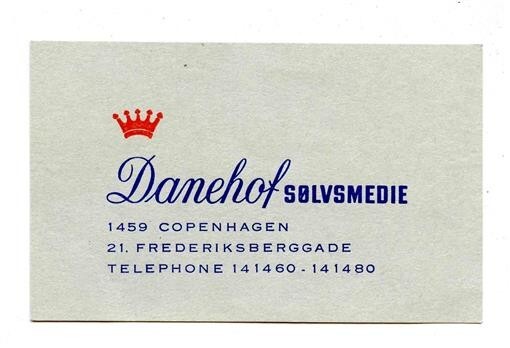 Danehof SØLVSMEDIE
1459 COPENHAGEN
21. FREDERIKSBERGGADE
TELEPHONE 141460 - 141480